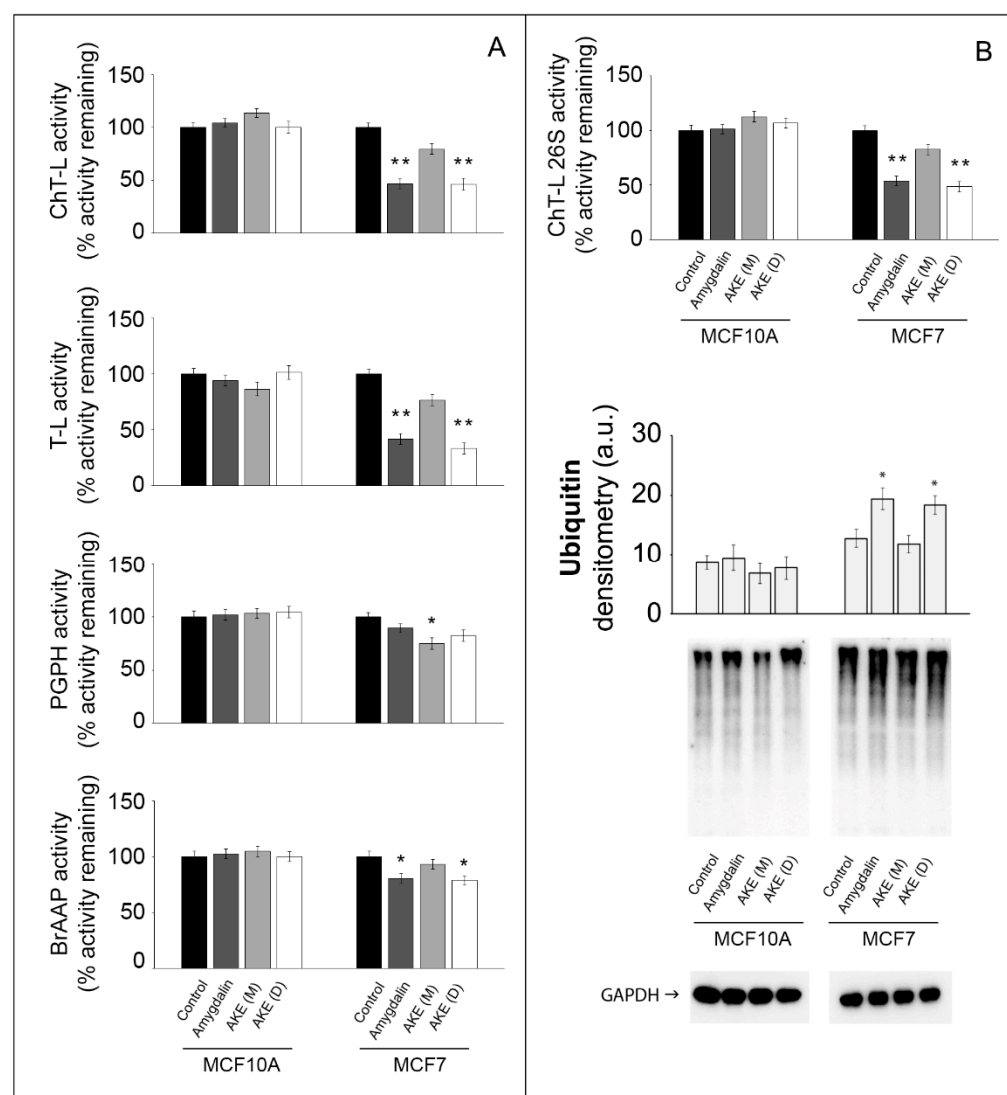 A
ChT-L activity
(% activity remaining)
150
100
50
0
**
**
T-L activity
(% activity remaining)
150
100
50
0
**
**
PGPH activity
(% activity remaining)
150
100
50
0
*
BrAAP activity
(% activity remaining)
150
100
50
0
*
*
Control
Amygdalin
AKE (M)
AKE (D)
Control
Amygdalin
AKE (M)
AKE (D)
MCF10A
MCF7
B
ChT-L 26S activity
(% activity remaining)
150
100
50
0
**
**
Control
Amygdalin
AKE (M)
AKE (D)
Control
Amygdalin
AKE (M)
AKE (D)
MCF10A
MCF7
Ubiquitin
densitometry (a.u.)
30
20
10
0
*
*
Control
Amygdalin
AKE (M)
AKE (D)
Control
Amygdalin
AKE (M)
AKE (D)
MCF10A
MCF7
GAPDH →